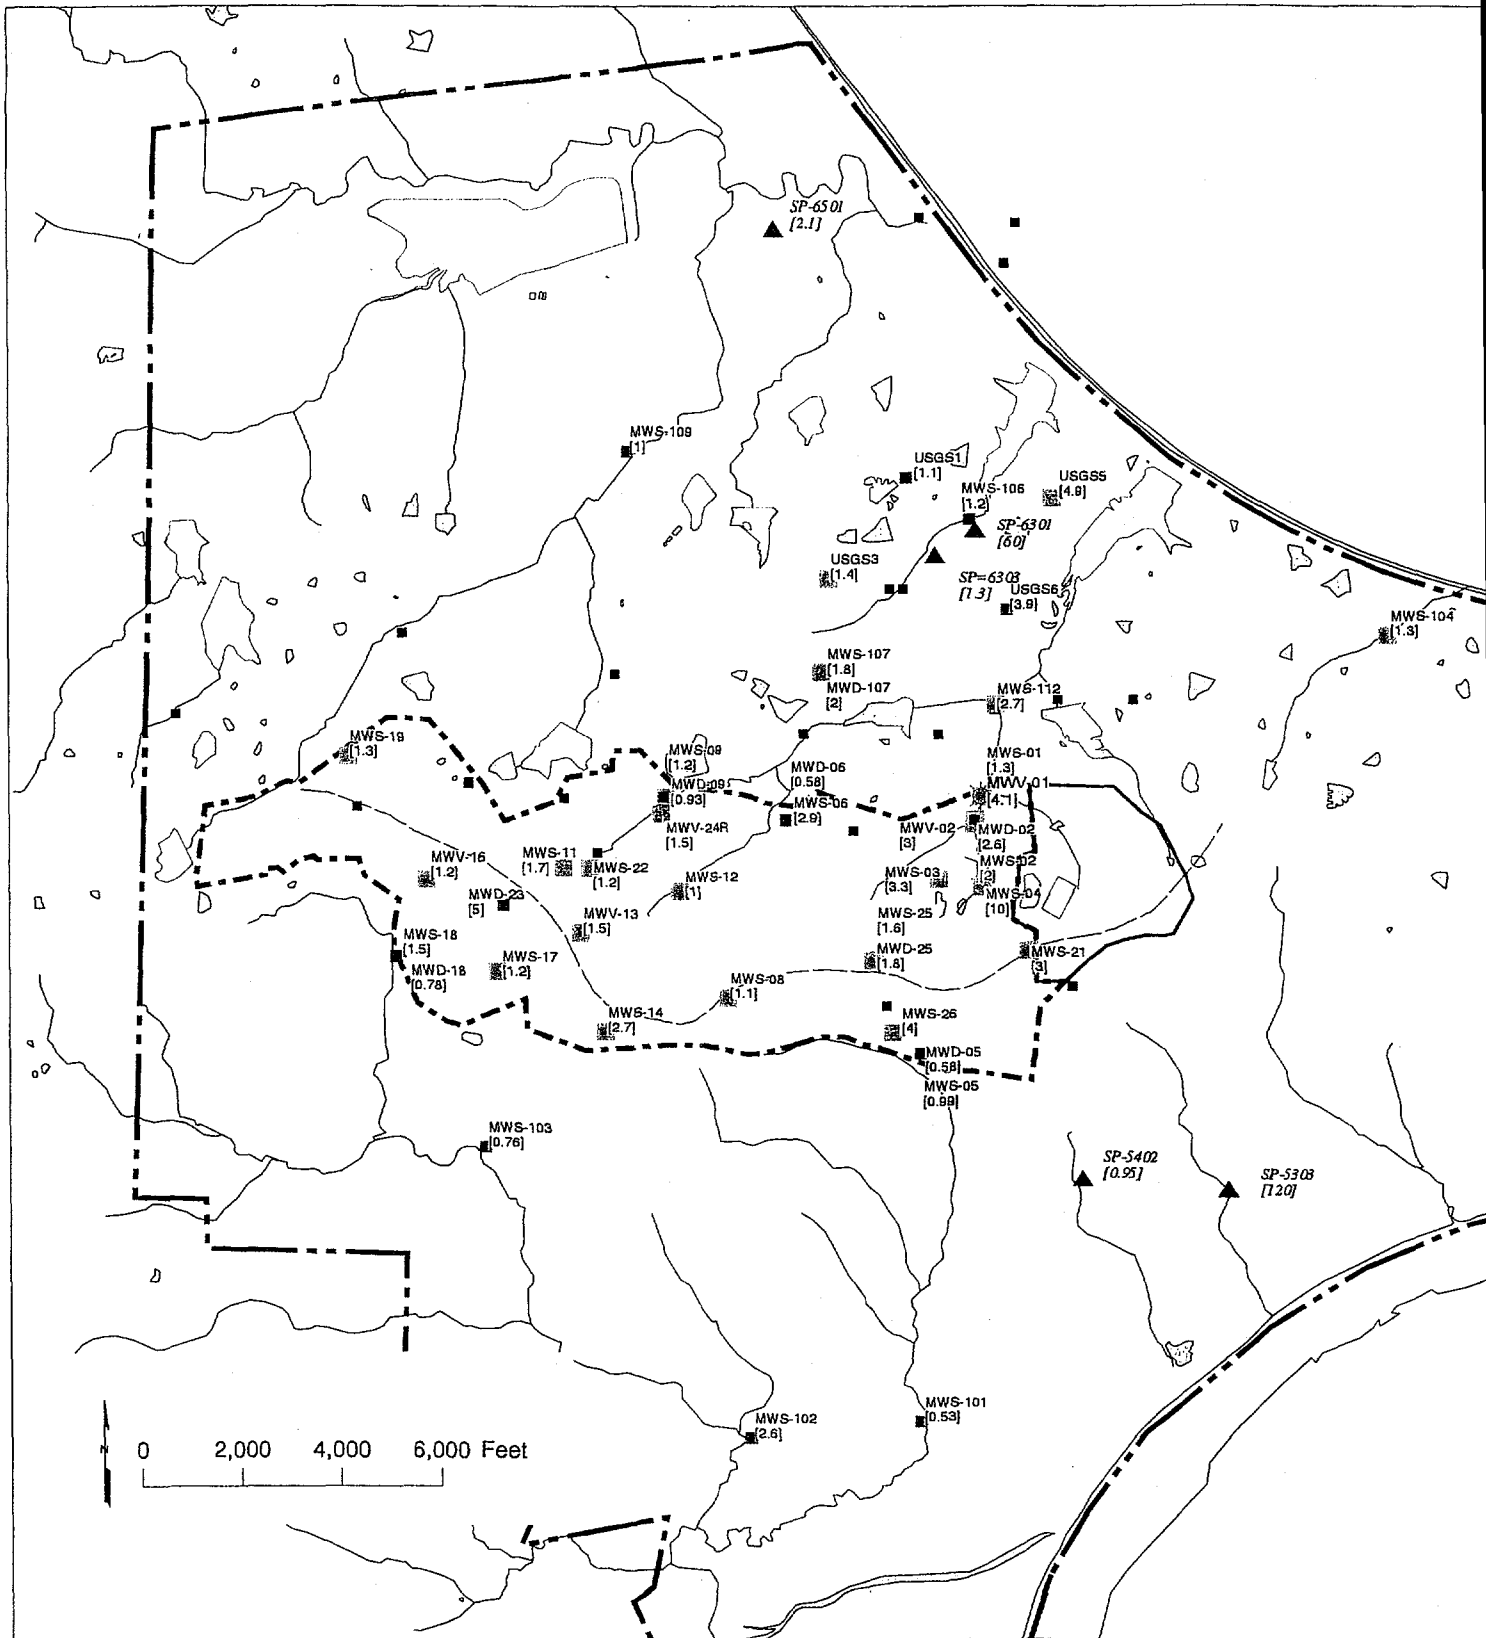 SP-6501
[2.1]
MWS-109
[1]
USGS1
[1.1]
USGS5
[4.9]
MWS-106
[1.2]
SP-6301
[60]
USGS3
[1.4]
SP-6303
[1.3]
USGS6
[3.9]
MWS-104
[1.3]
MWS-107
[1.8]
MWD-107
[2]
MWS-112
[2.7]
MWS-19
[1.3]
MWS-09
[1.2]
MWD-09
[0.93]
MWD-06
[0.58]
MWS-06
[2.9]
MWS-01
[1.3]
MWV-01
[4.1]
MWV-24R
[1.5]
MWV-02
[3]
MWD-02
[2.6]
MWV-16
[1.2]
MWS-11
[1.7]
MWS-22
[1.2]
MWS-12
[1]
MWS-03
[3.3]
MWS-02
[2]
MWS-04
[10]
MWD-23
[5]
MWV-13
[1.5]
MWS-25
[1.6]
MWD-25
[1.8]
MWS-18
[1.5]
MWD-18
[0.78]
MWS-17
[1.2]
MWS-21
[3]
MWS-08
[1.1]
MWS-14
[2.7]
MWS-26
[4]
MWD-05
[0.58]
MWS-05
[0.99]
MWS-103
[0.76]
SP-5402
[0.95]
SP-5303
[120]
MWS-102
[2.6]
MWS-101
[0.53]
N
0 2,000 4,000 6,000 Feet